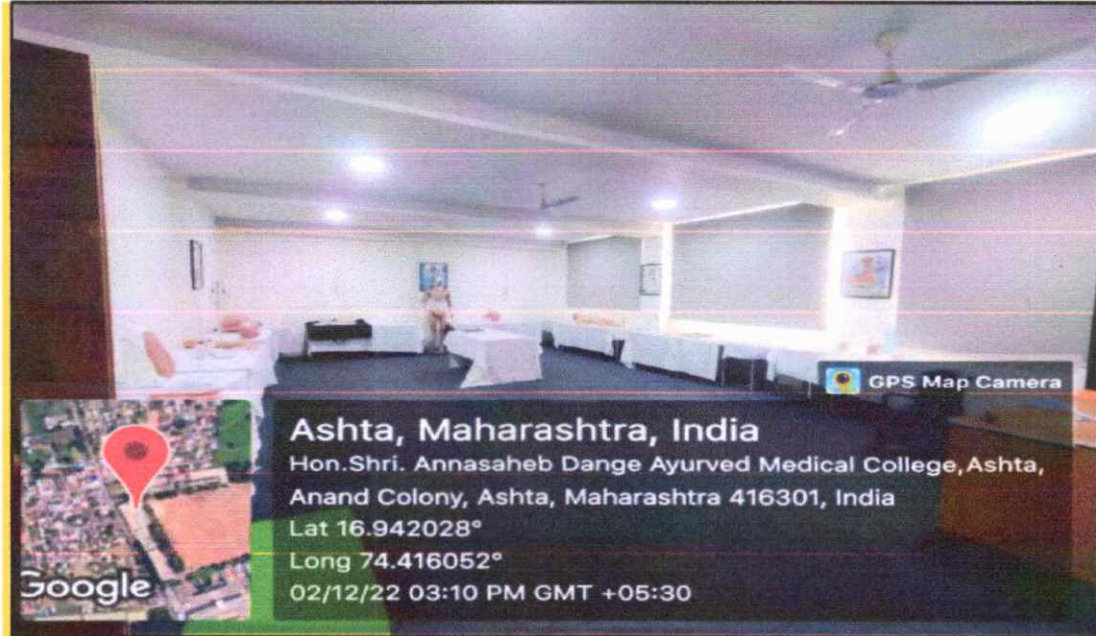 GPS Map Camera
Ashta, Maharashtra, India
Hon.Shri. Annasaheb Dange Ayurved Medical College,Ashta,
Anand Colony, Ashta, Maharashtra 416301, India
Lat 16.942028°
Long 74.416052°
02/12/22 03:10 PM GMT +05:30
Google